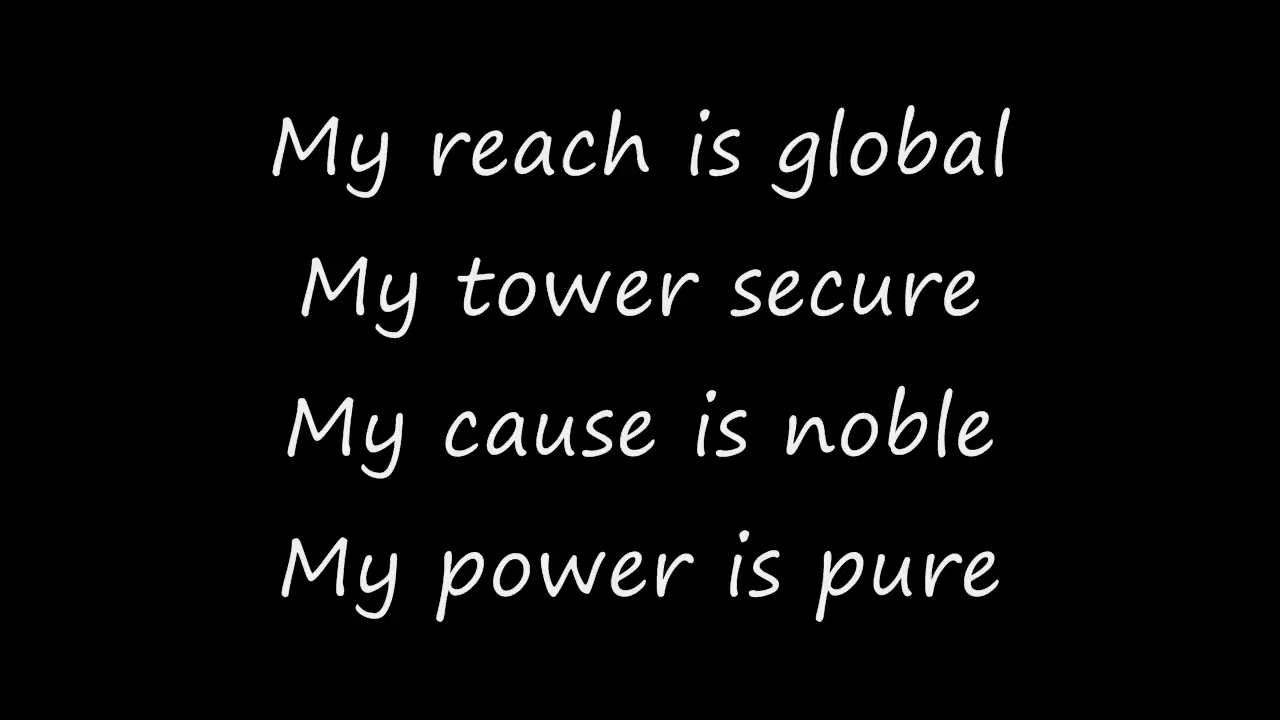 My reach is global
My tower secure
My cause is noble
My power is pure